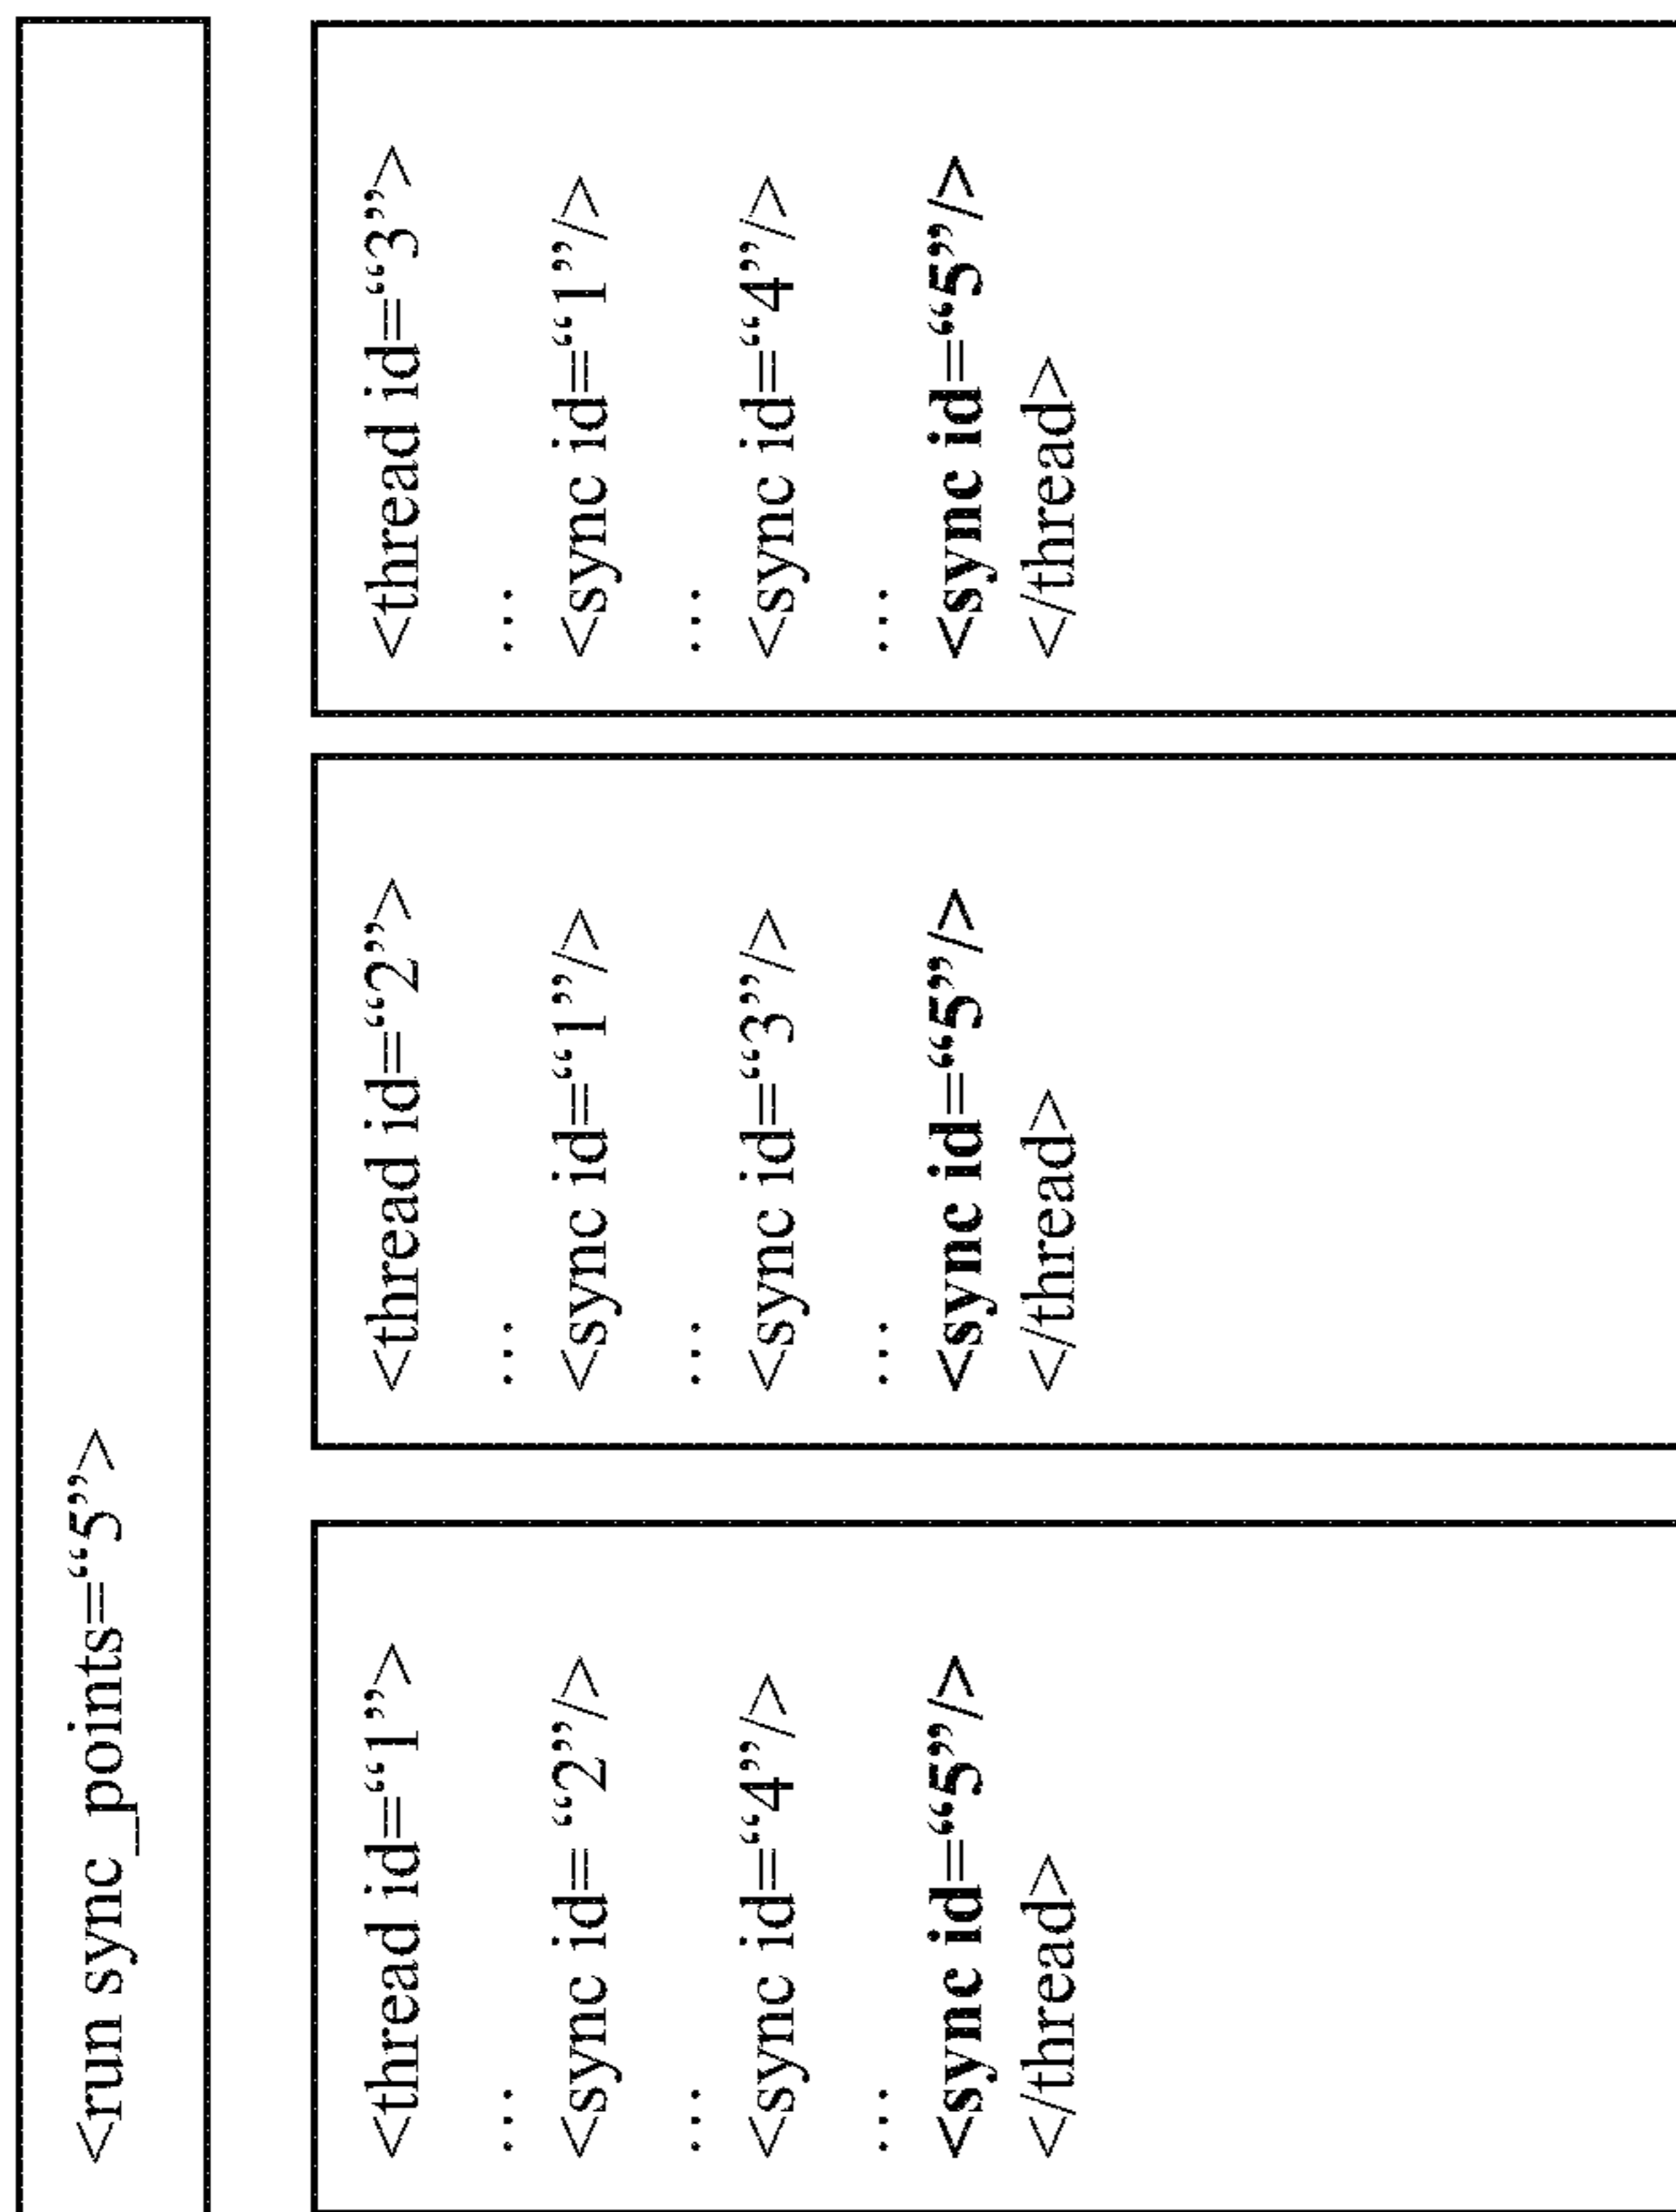 <run sync_points=“5”>
<thread id=“1”>
...
<sync id= “2”/>
...
<sync id=“4”/>
...
<sync id=“5”/>
</thread>
<thread id=“2”>
...
<sync id=“1”/>
...
<sync id=“3”/>
...
<sync id=“5”/>
</thread>
<thread id=“3”>
...
<sync id=“1”/>
...
<sync id=“4”/>
...
<sync id=“5”/>
</thread>